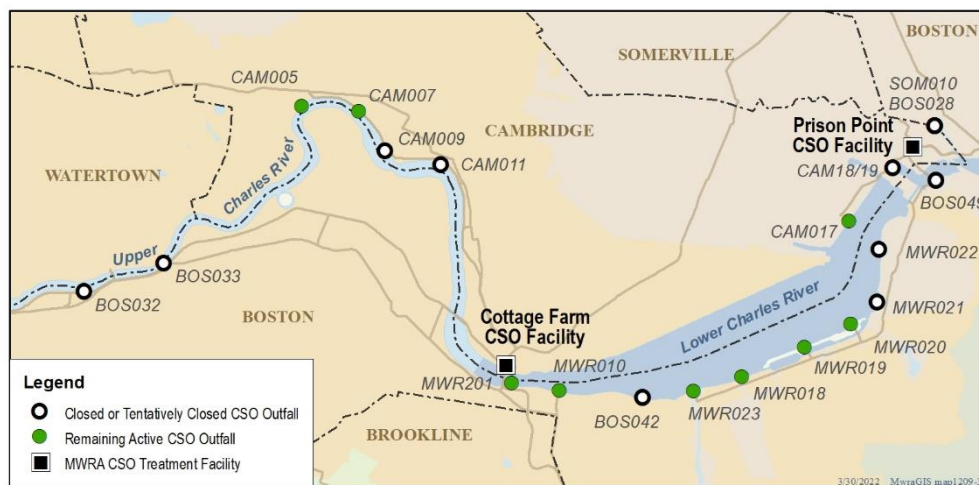 BOSTON
SOMERVILLE
CAM005
SOM010
BOS028
CAM007
Prison Point
CSO Facility
CAMBRIDGE
CAM009
WATERTOWN
Charles River
CAM011
CAM18/19
BOS049
CAM017
Upper
MWR022
BOS033
BOS032
MWR021
BOSTON
Cottage Farm
CSO Facility
Lower Charles River
MWR020
MWR010
MWR019
MWR201
MWR018
BOS042
MWR023
BROOKLINE
Legend
Closed or Tentatively Closed CSO Outfall
Remaining Active CSO Outfall
MWRA CSO Treatment Facility
3/30/2022 MwraGIS map1209-